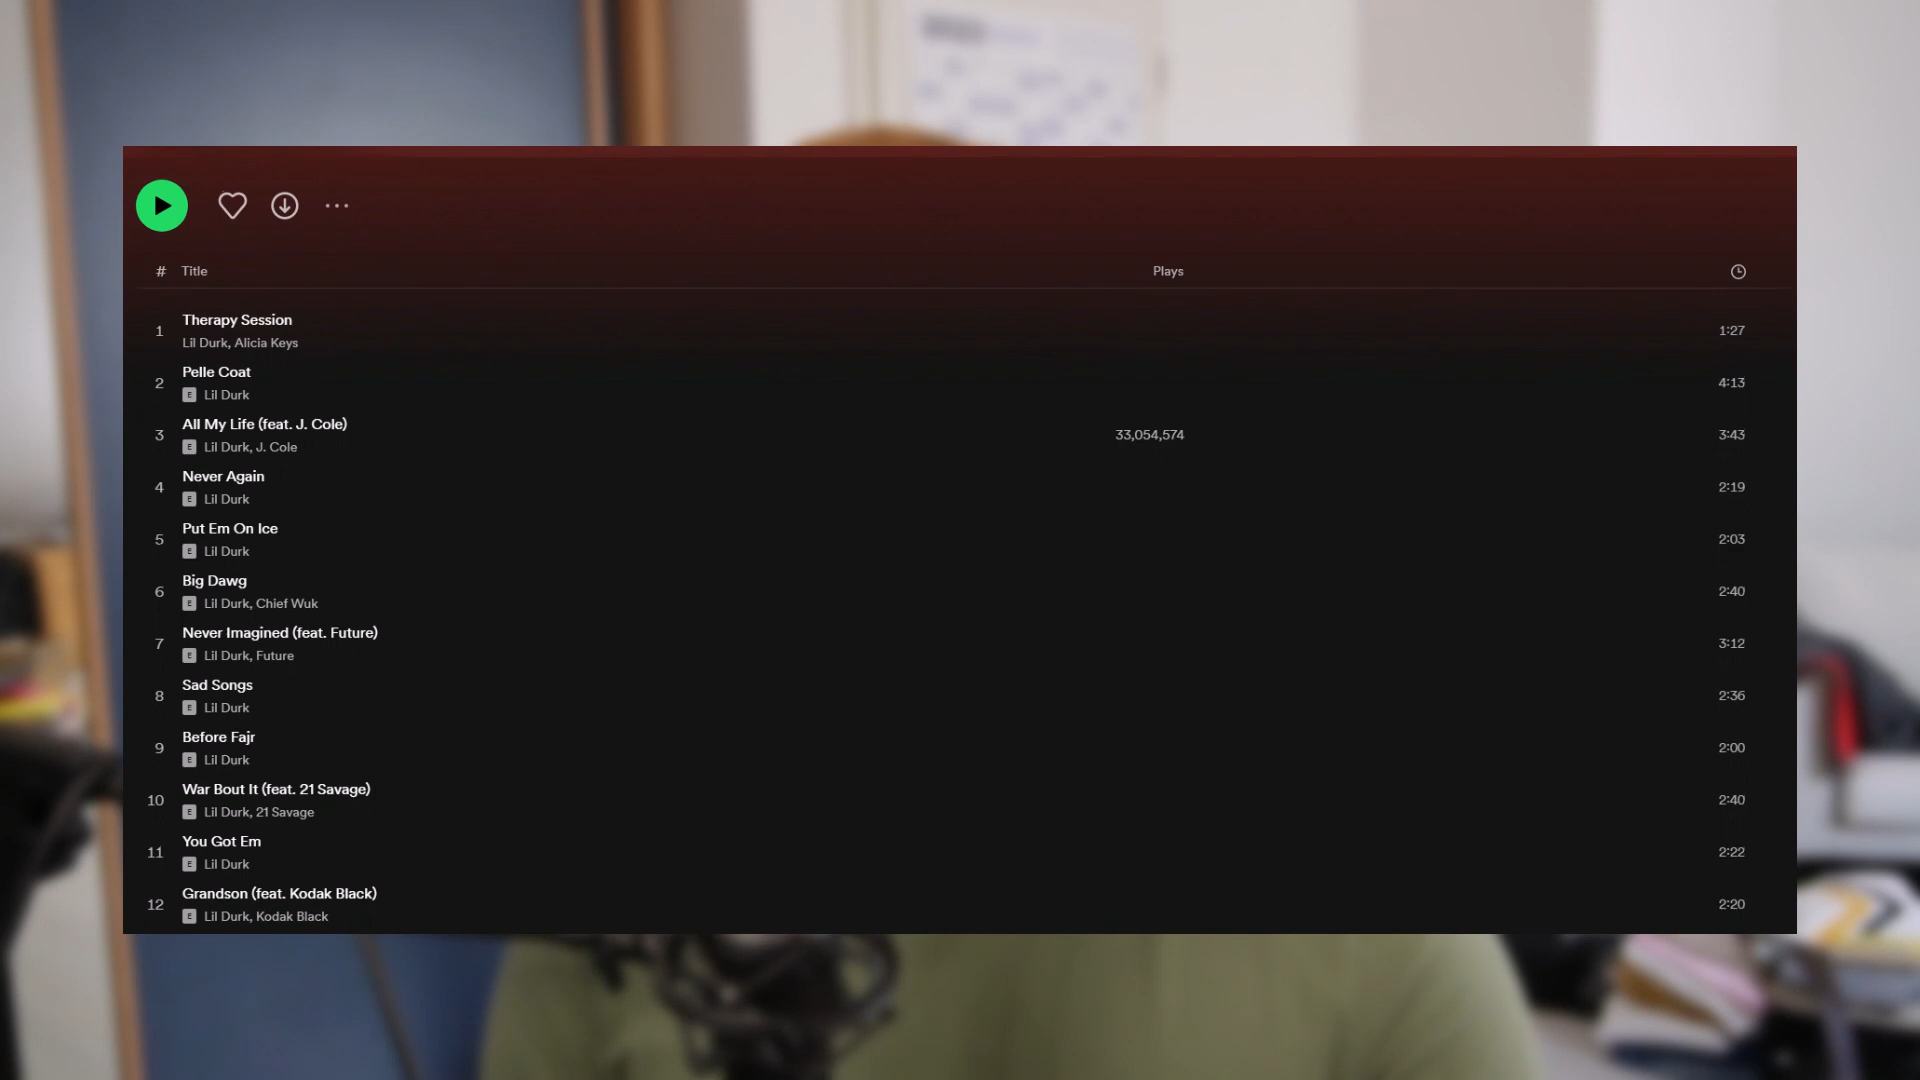 # Title Plays
1 Therapy Session 1:27
Lil Durk, Alicia Keys
2 Pelle Coat 4:13
E Lil Durk
3 All My Life (feat. J. Cole) 33,054,574 3:43
E Lil Durk, J. Cole
4 Never Again 2:19
E Lil Durk
5 Put Em On Ice 2:03
E Lil Durk
6 Big Dawg 2:40
E Lil Durk, Chief Wuk
7 Never Imagined (feat. Future) 3:12
E Lil Durk, Future
8 Sad Songs 2:36
E Lil Durk
9 Before Fajr 2:00
E Lil Durk
10 War Bout It (feat. 21 Savage) 2:40
E Lil Durk, 21 Savage
11 You Got Em 2:22
E Lil Durk
12 Grandson (feat. Kodak Black) 2:20
E Lil Durk, Kodak Black